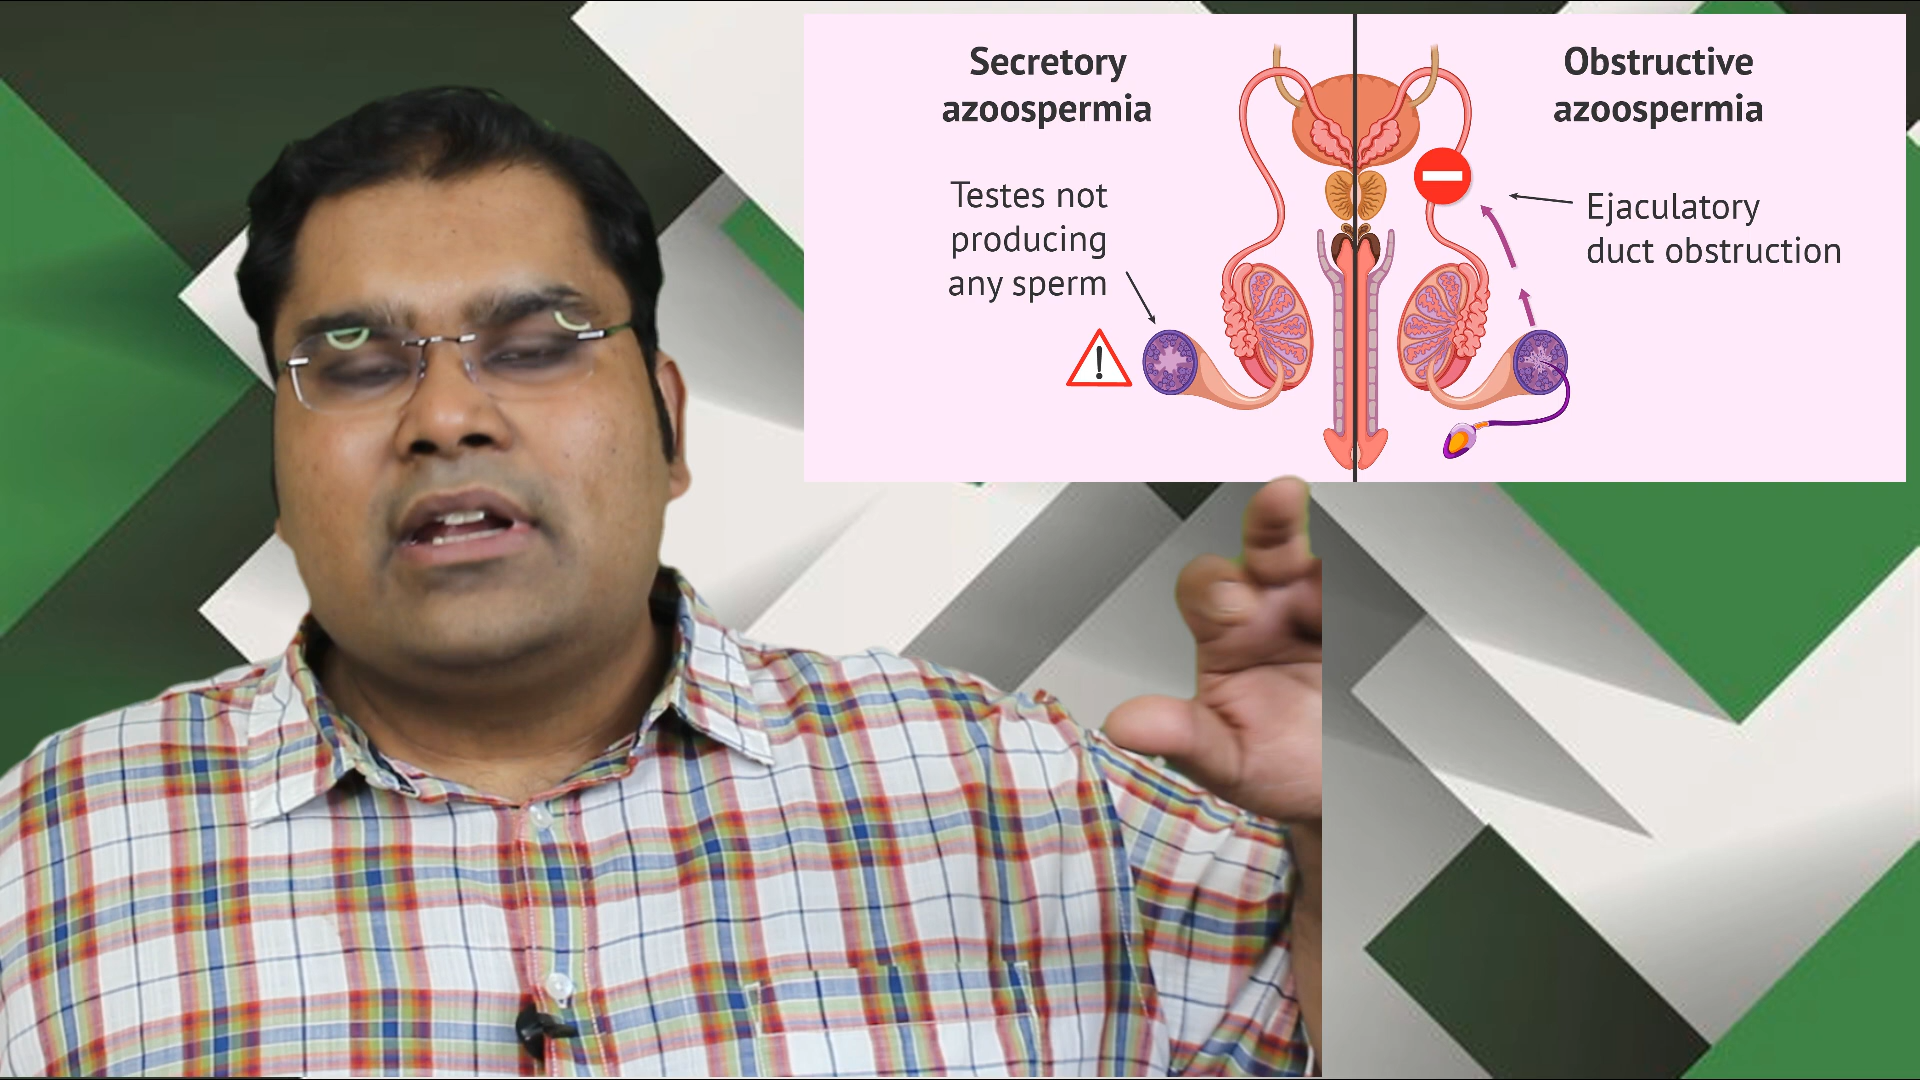 Secretory
azoospermia
Testes not
producing
any sperm
Obstructive
azoospermia
Ejaculatory
duct obstruction